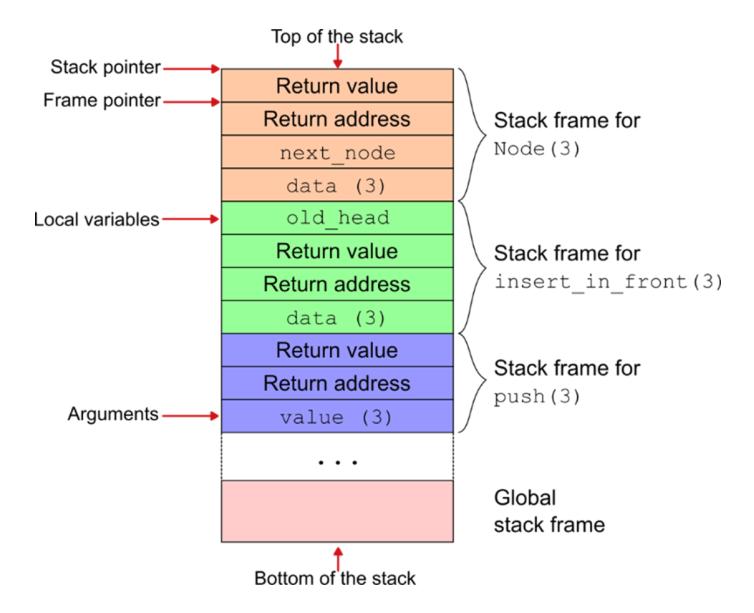 Top of the stack
Stack pointer
Return value
Frame pointer
Return address
Stack frame for
Node(3)
next_node
data (3)
Local variables
old_head
Return value
Stack frame for
insert_in_front(3)
Return address
data (3)
Return value
Stack frame for
push(3)
Return address
Arguments
value (3)
...
Global
stack frame
Bottom of the stack